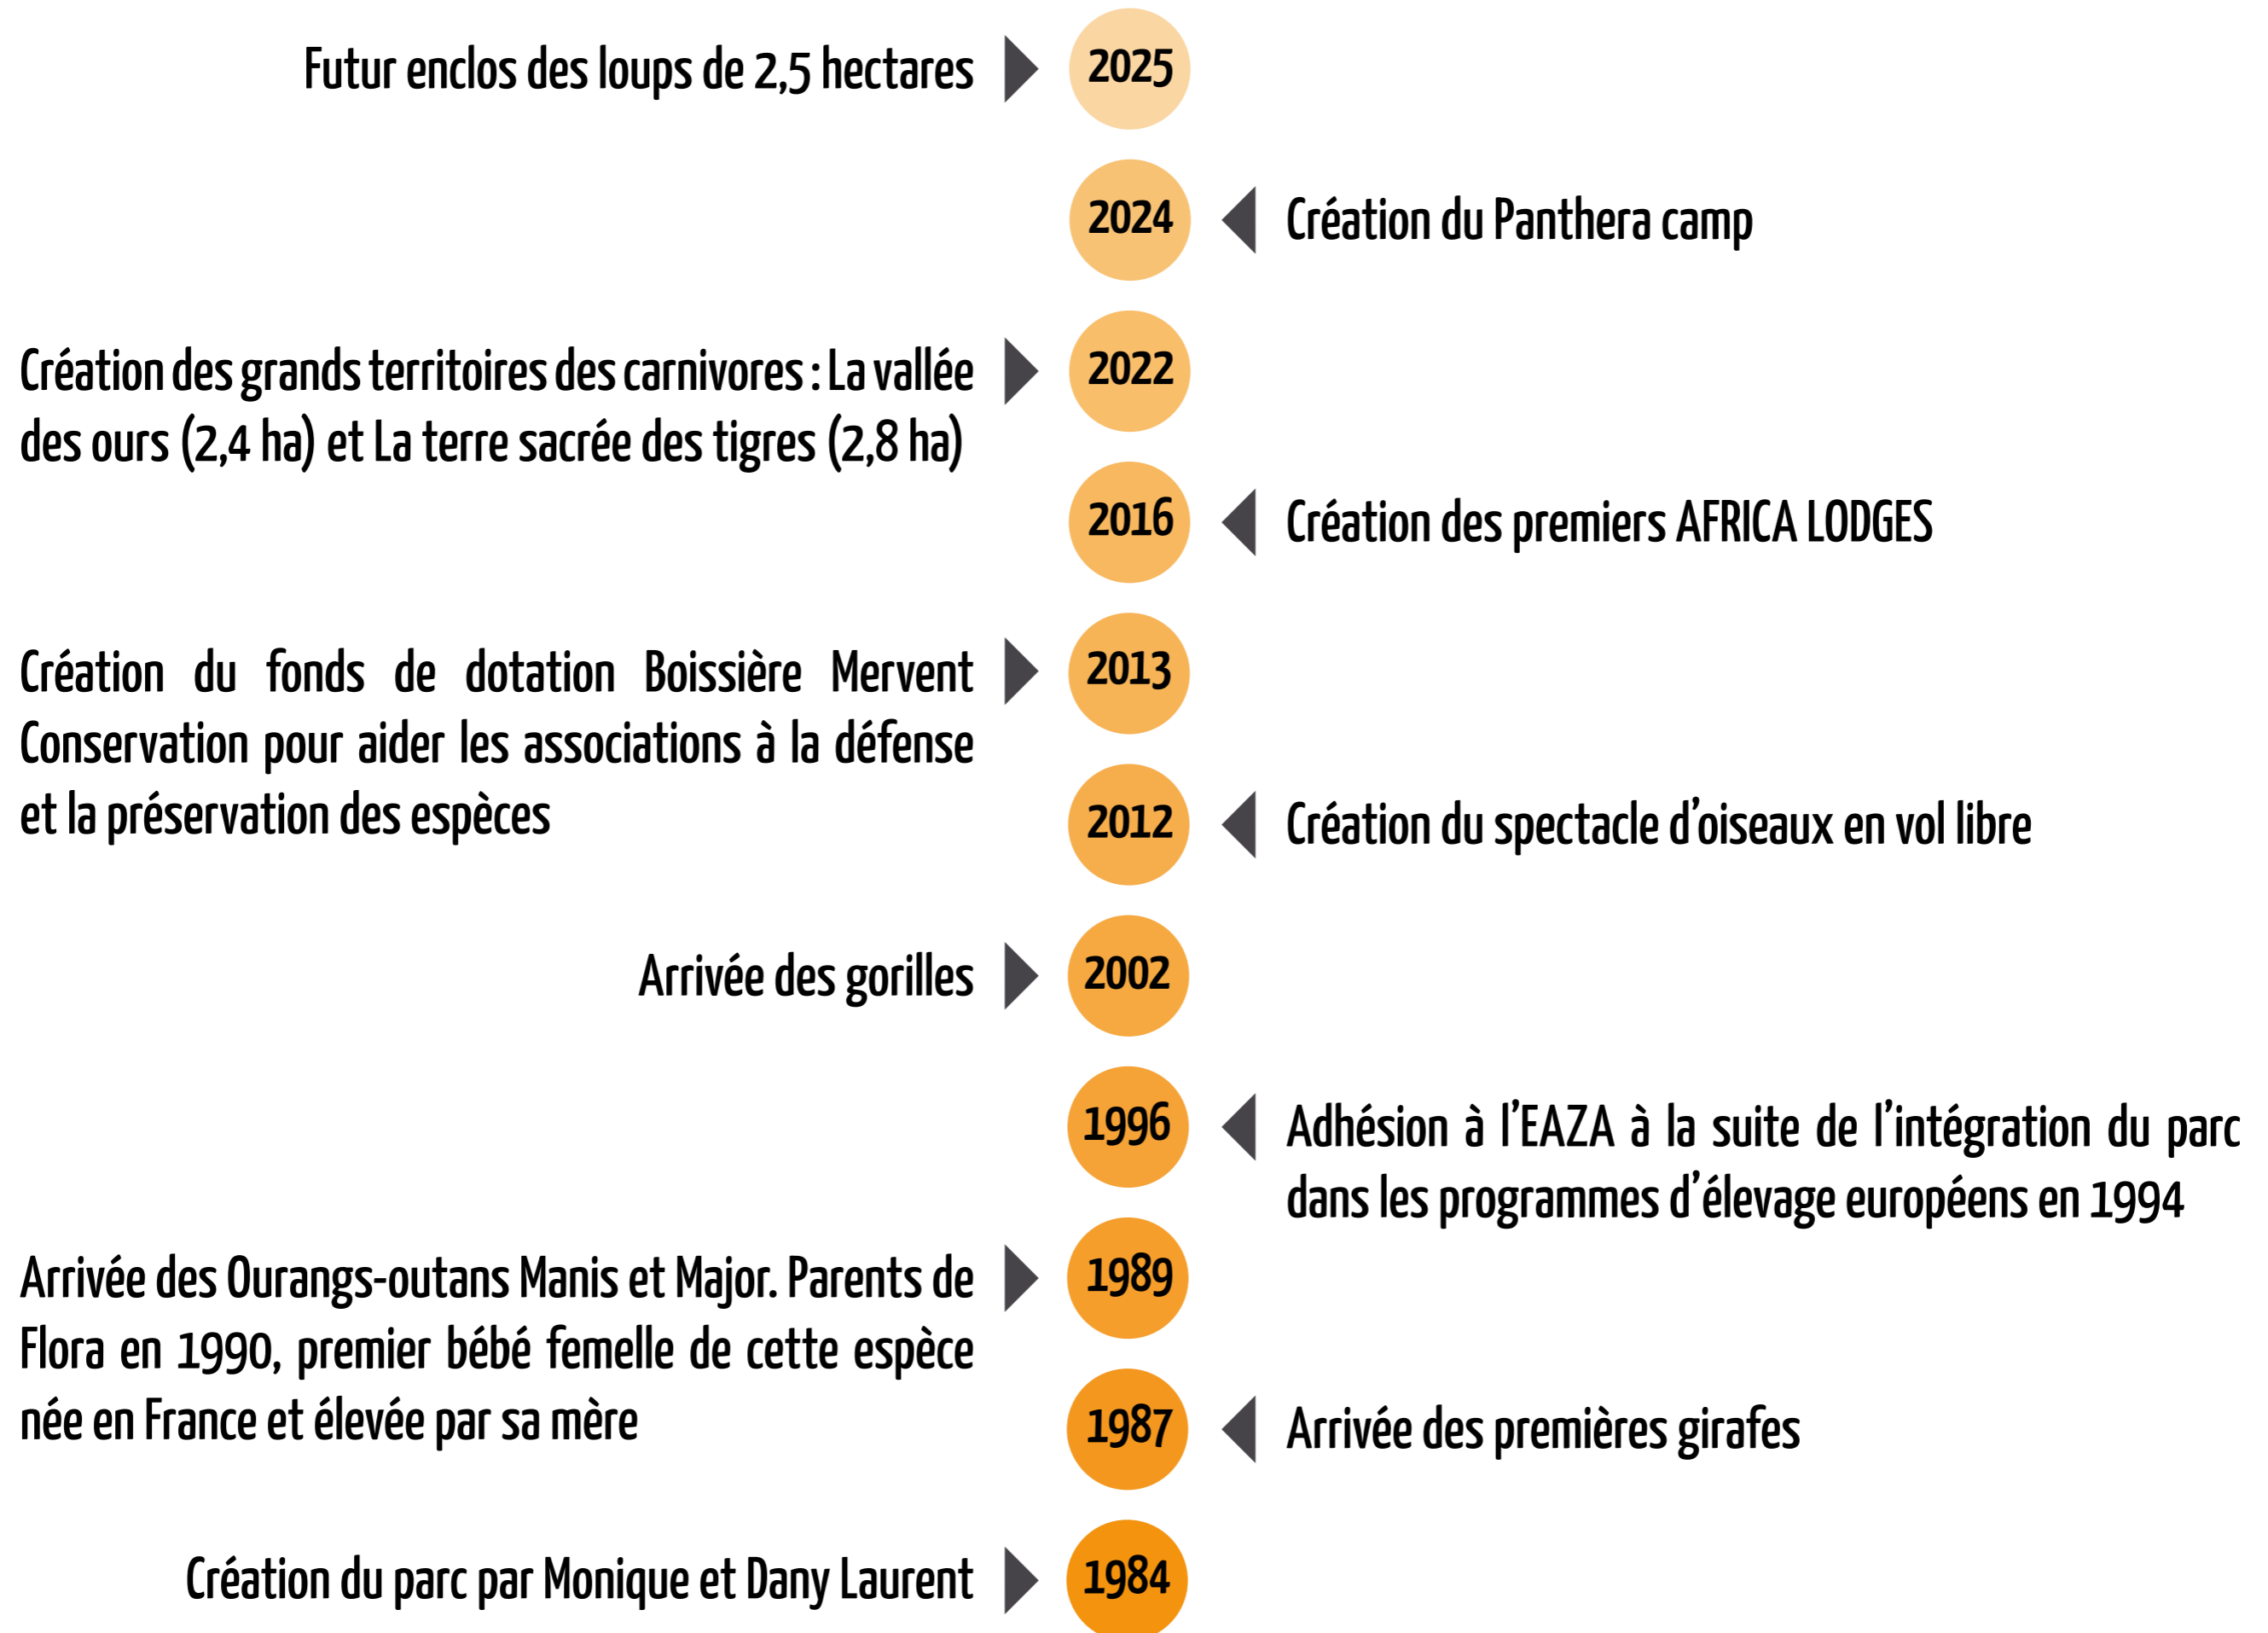 Futur enclos des loups de 2,5 hectares
2025
2024
Création du Panthera camp
Création des grands territoires des carnivores : La vallée
des ours (2,4 ha) et La terre sacrée des tigres (2,8 ha)
2022
2016
Création des premiers AFRICA LODGES
Création du fonds de dotation Boissière Mervent
Conservation pour aider les associations à la défense
et la préservation des espèces
2013
2012
Création du spectacle d’oiseaux en vol libre
Arrivée des gorilles
2002
1996
Adhésion à l’EAZA à la suite de l’intégration du parc
dans les programmes d’élevage européens en 1994
Arrivée des Ourangs-outans Manis et Major. Parents de
Flora en 1990, premier bébé femelle de cette espèce
née en France et élevée par sa mère
1989
1987
Arrivée des premières girafes
Création du parc par Monique et Dany Laurent
1984